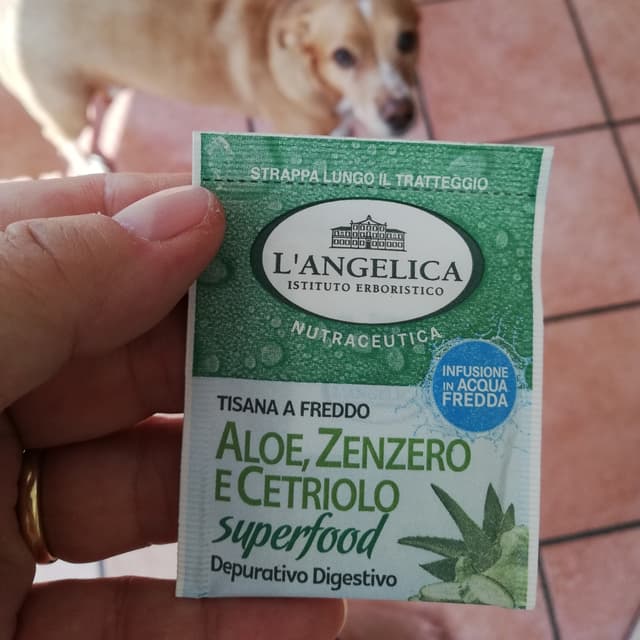 STRAPPA LUNGO IL TRATTEGGIO
L'ANGELICA
ISTITUTO ERBORISTICO
NUTRACEUTICA
INFUSIONE
IN ACQUA
FREDDA
TISANA A FREDDO
ALOE, ZENZERO
E CETRIOLO
superfood
Depurativo Digestivo